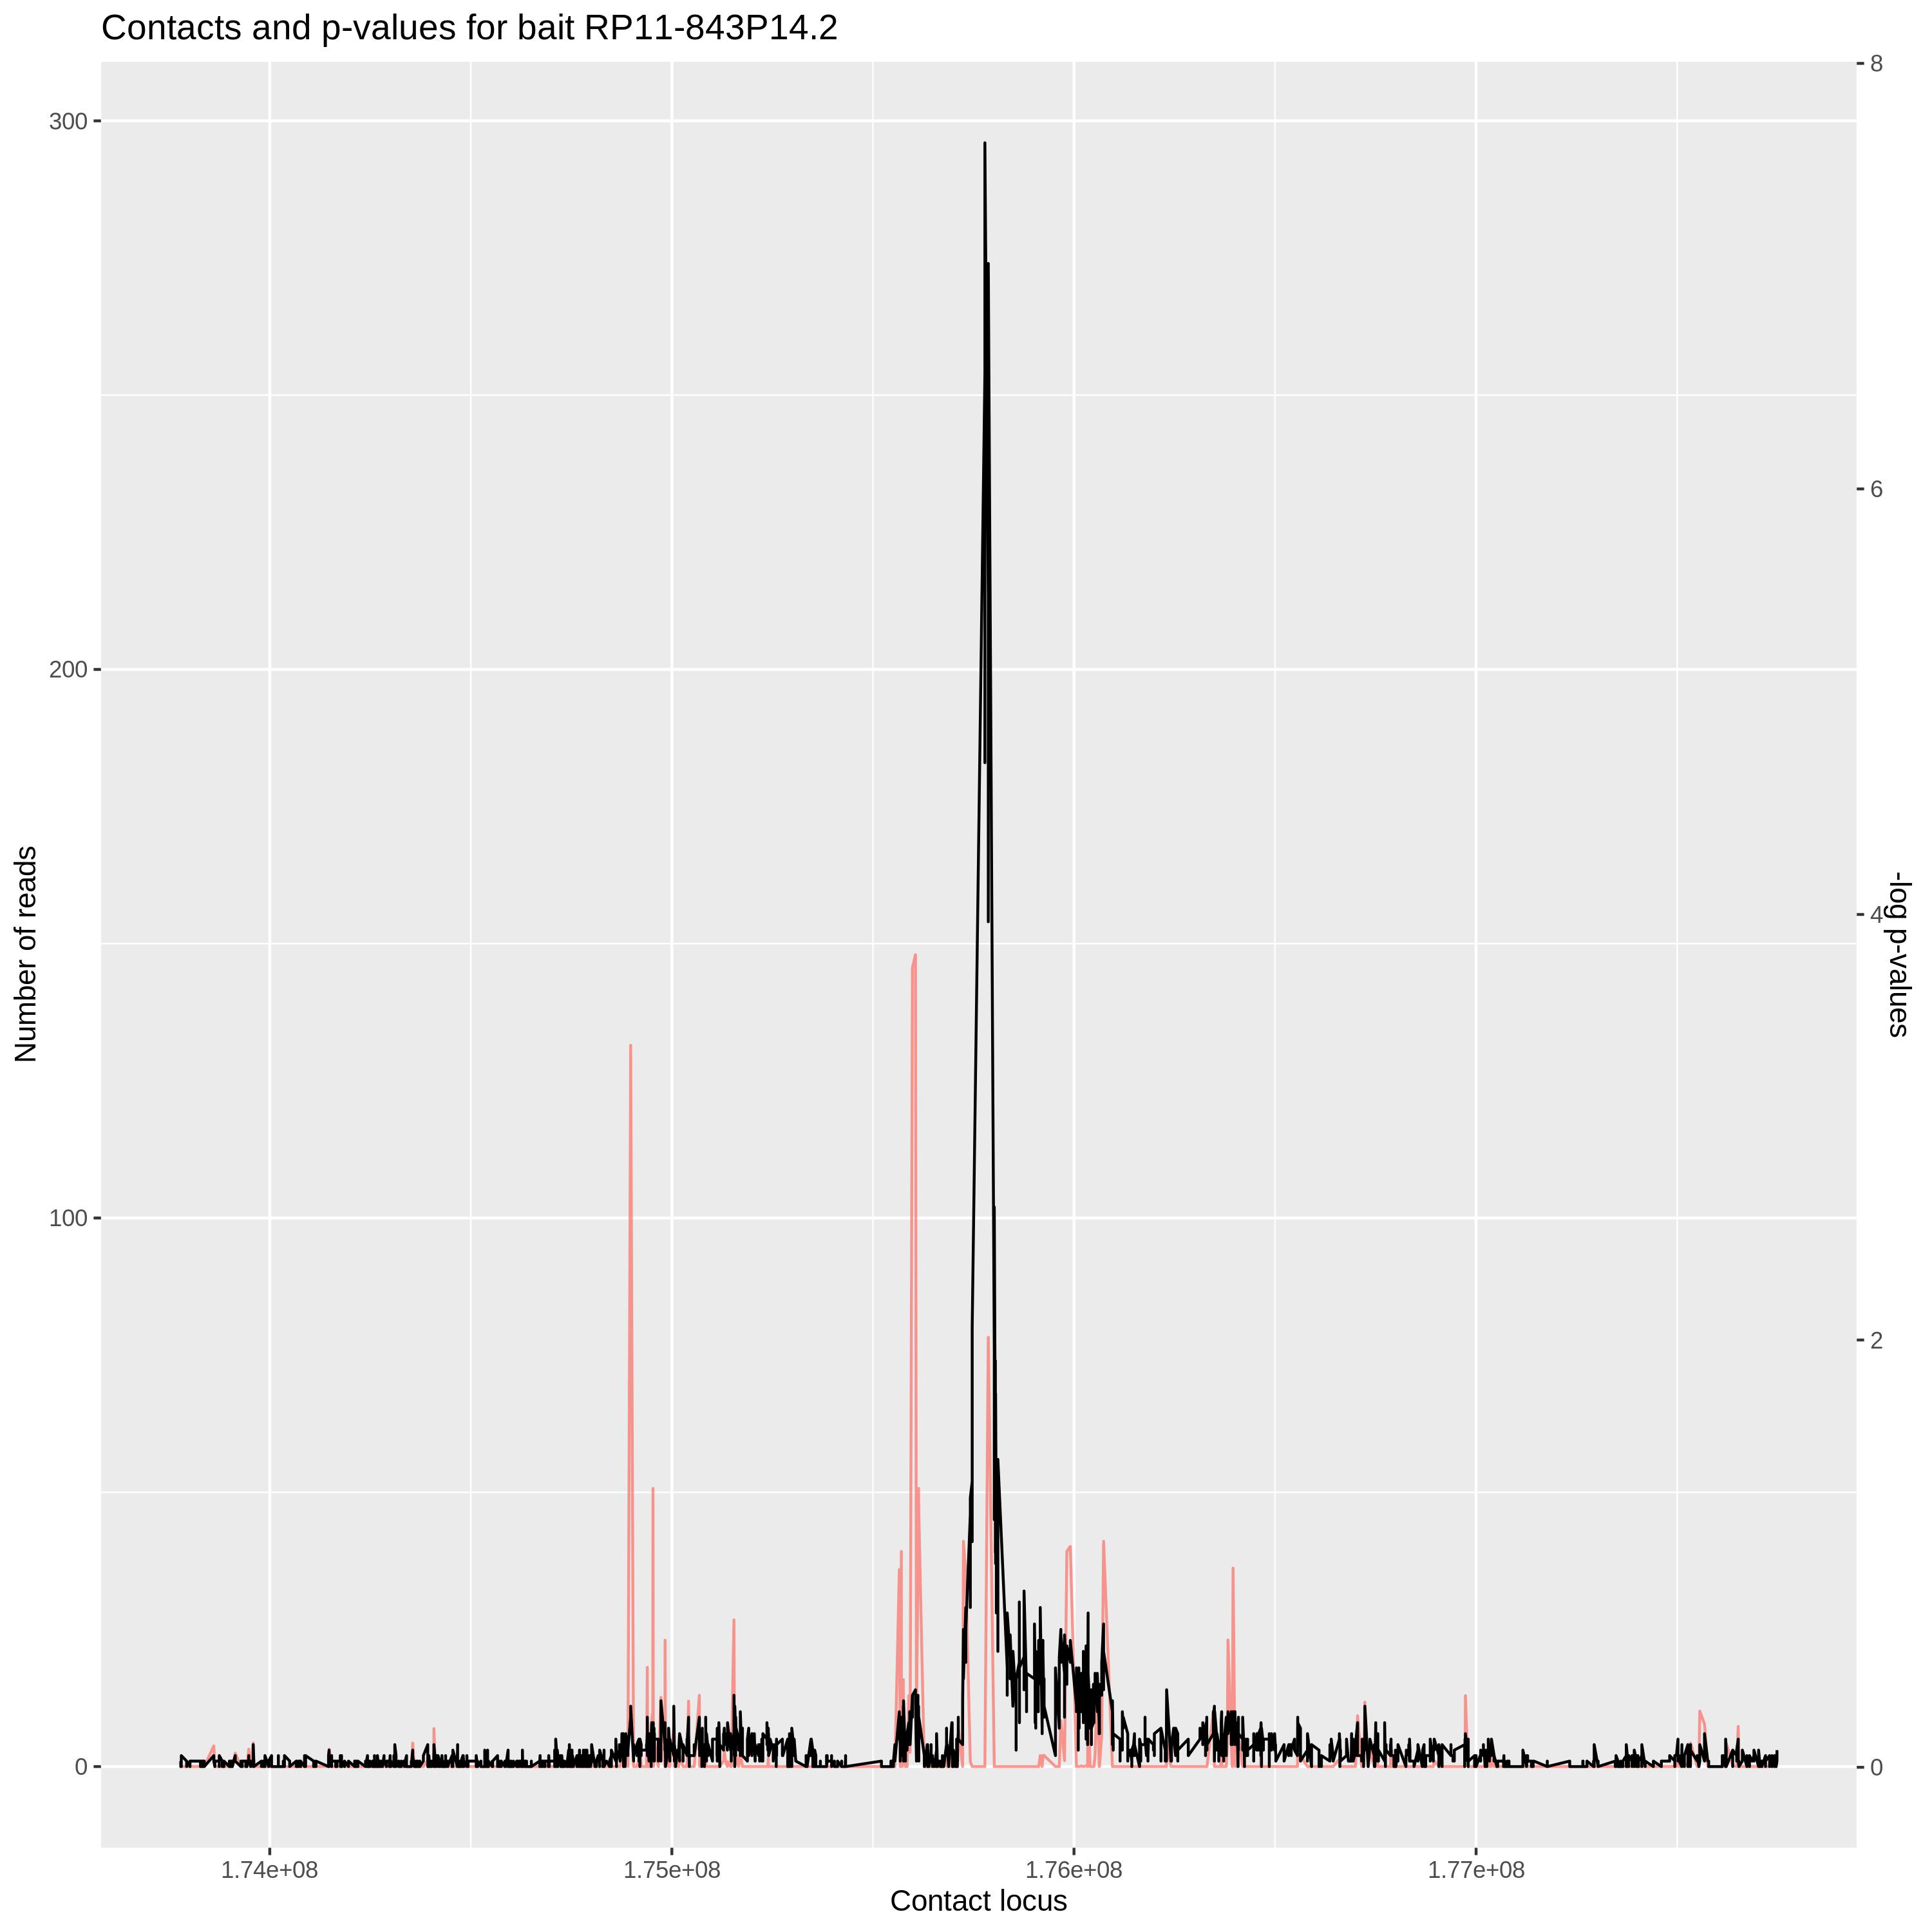 Contacts and p-values for bait RP11-843P14.2
Number of reads
300
200
100
0
8
6
4
2
0
-log p-values
1.74e+08
1.75e+08
1.76e+08
1.77e+08
Contact locus